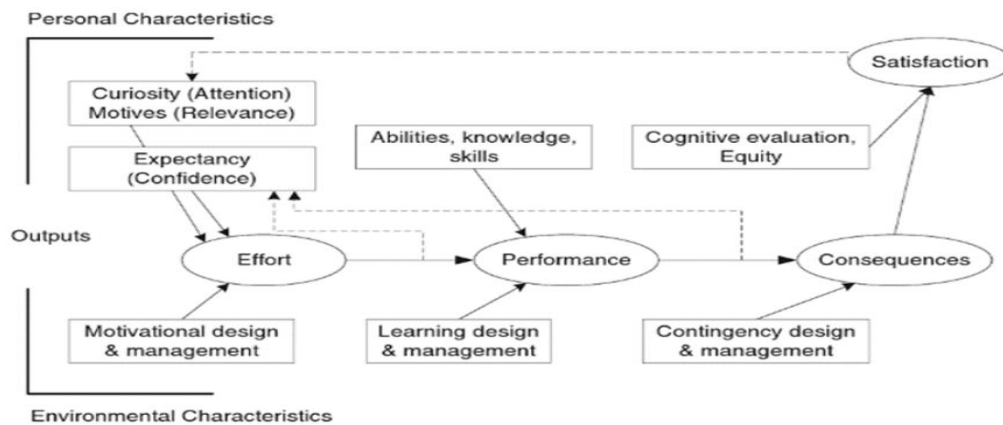 Personal Characteristics
Satisfaction
Curiosity (Attention)
Motives (Relevance)
Abilities, knowledge,
skills
Cognitive evaluation,
Equity
Expectancy
(Confidence)
Outputs
Effort
Performance
Consequences
Motivational design
& management
Learning design
& management
Contingency design
& management
Environmental Characteristics